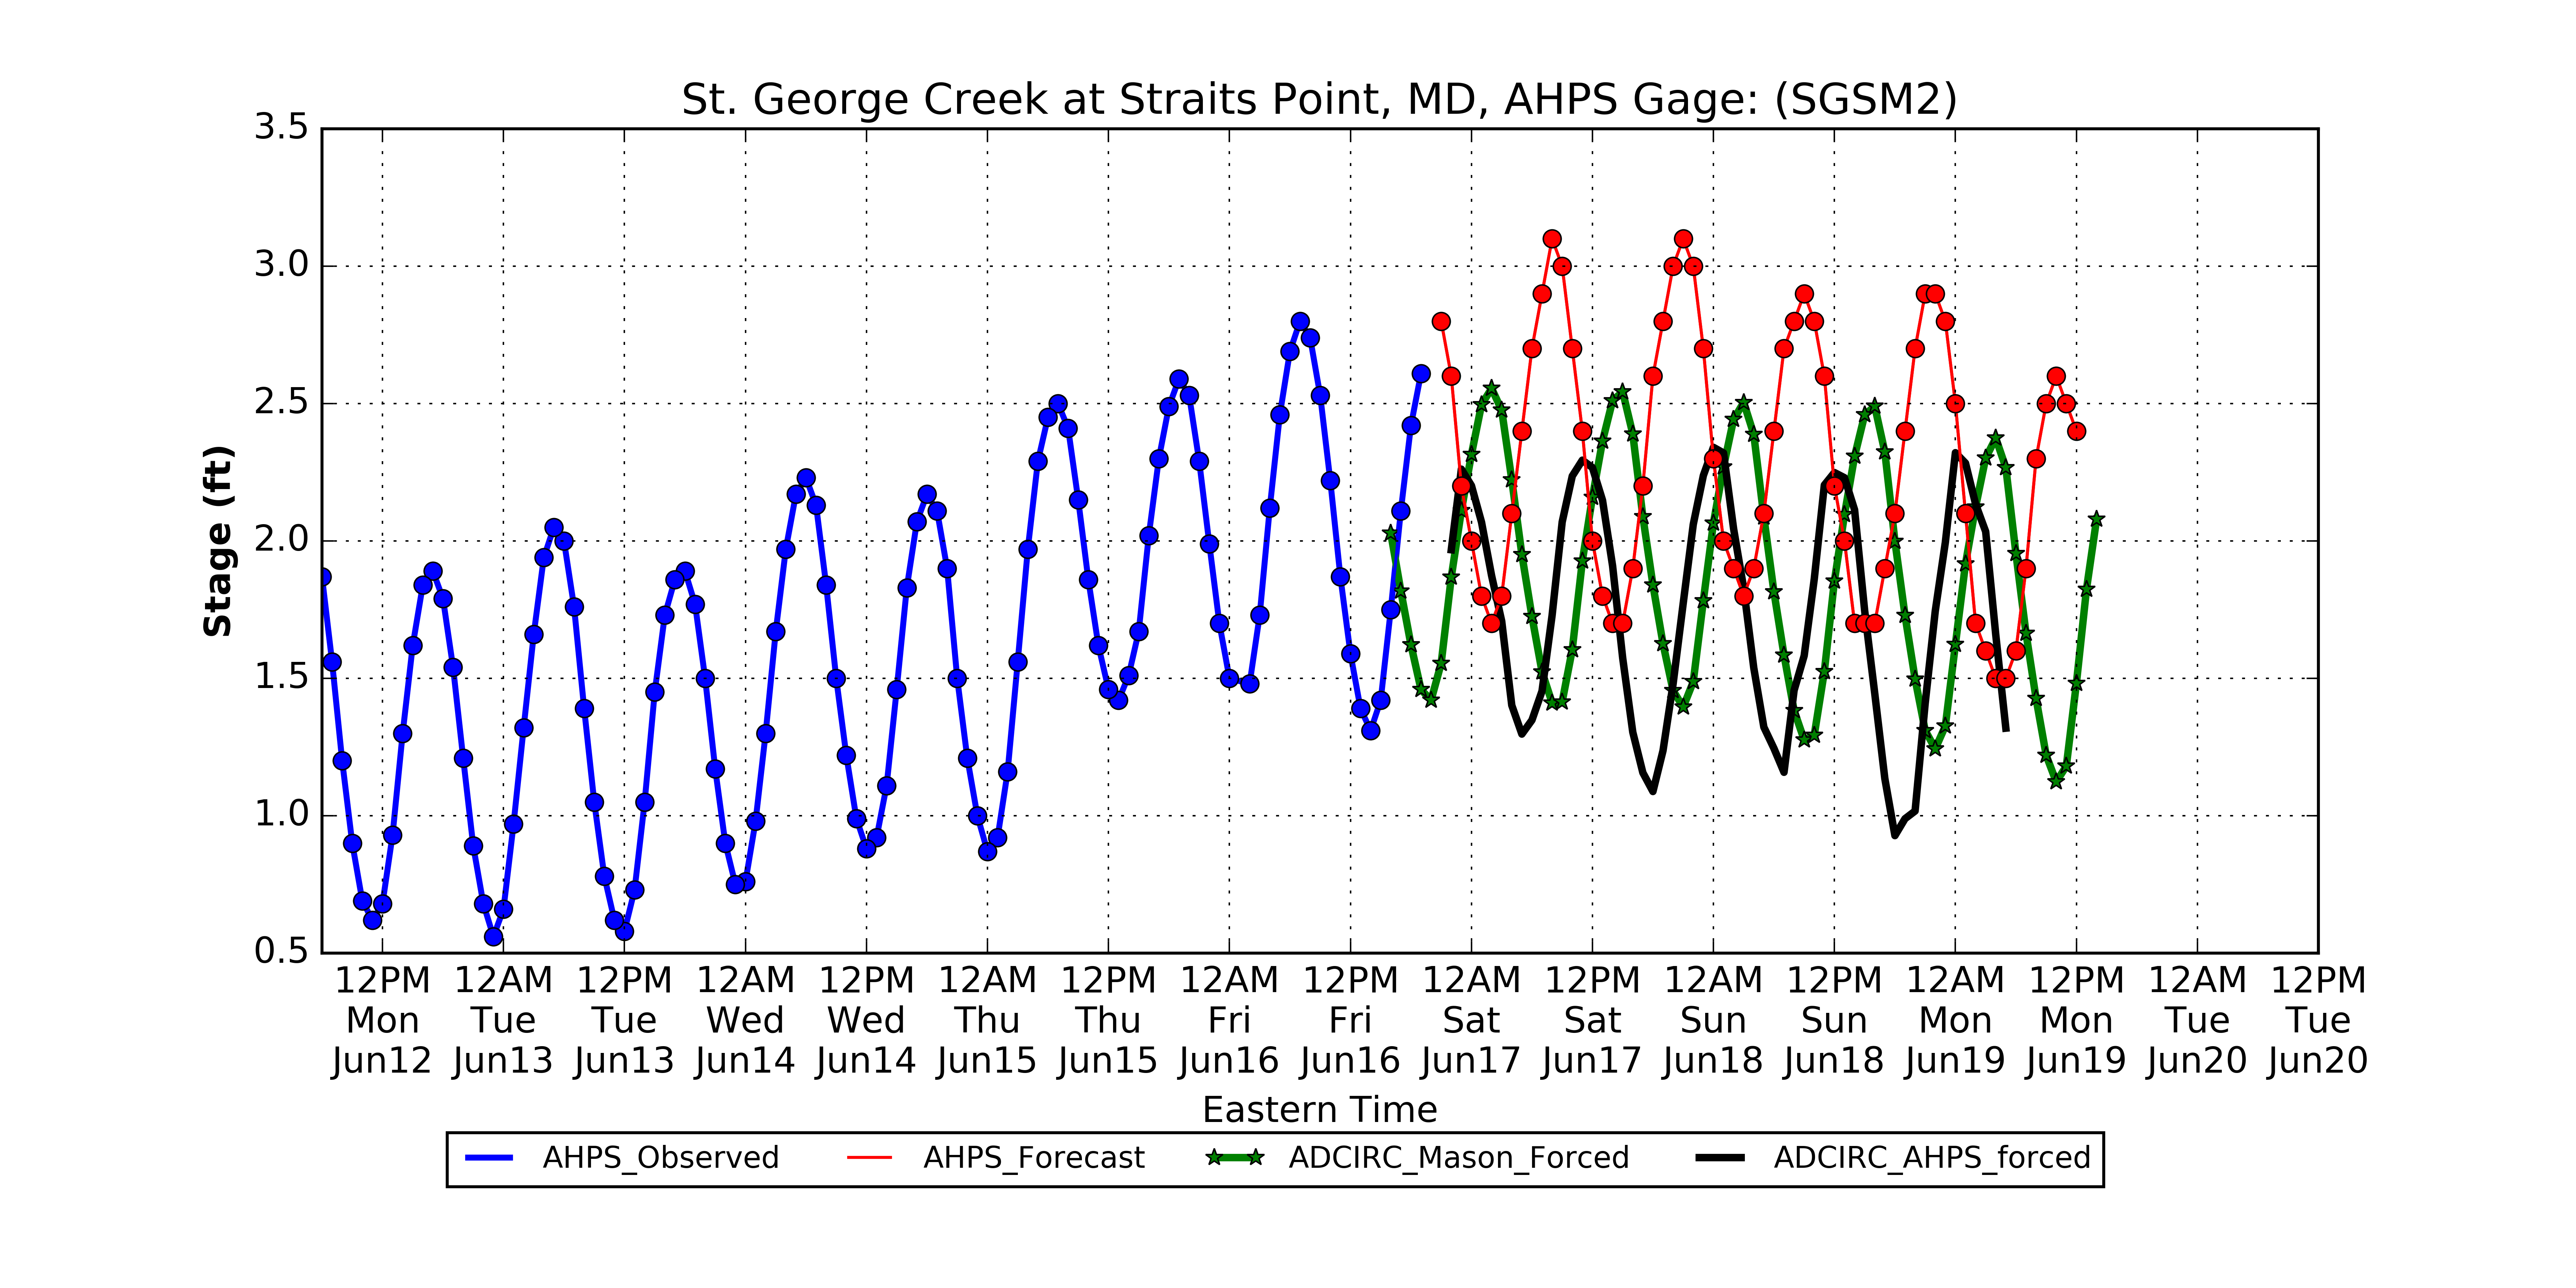 St. George Creek at Straits Point, MD, AHPS Gage: (SGSM2)
3.5
3.0
2.5
2.0
1.5
1.0
0.5
Stage (ft)
12PM 12AM 12PM 12AM 12PM 12AM 12PM 12AM 12PM 12AM 12PM 12AM 12PM 12AM 12PM 12AM 12PM
Mon Tue Tue Wed Wed Thu Thu Fri Fri Sat Sat Sun Sun Mon Mon Tue Tue
Jun12 Jun13 Jun13 Jun14 Jun14 Jun15 Jun15 Jun16 Jun16 Jun17 Jun17 Jun18 Jun18 Jun19 Jun19 Jun20 Jun20
Eastern Time
AHPS_Observed AHPS_Forecast ADCIRC_Mason_Forced ADCIRC_AHPS_forced